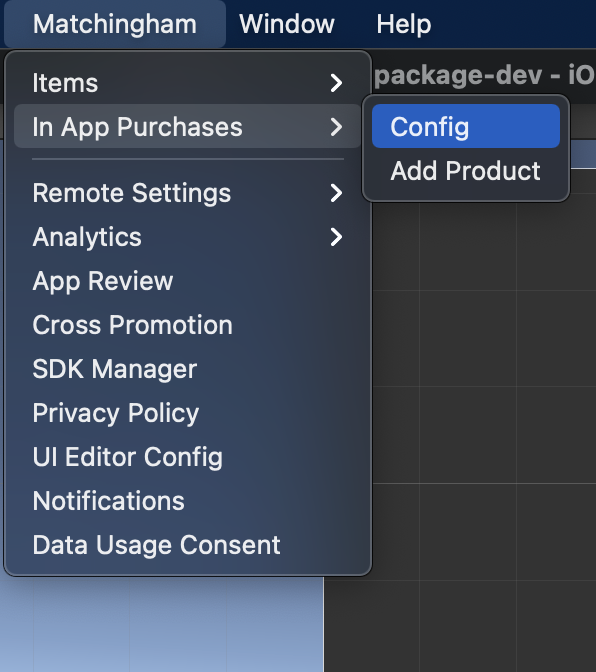 Matchingham Window Help
package-dev - iO
Items
In App Purchases
Config
Add Product
Remote Settings
Analytics
App Review
Cross Promotion
SDK Manager
Privacy Policy
UI Editor Config
Notifications
Data Usage Consent